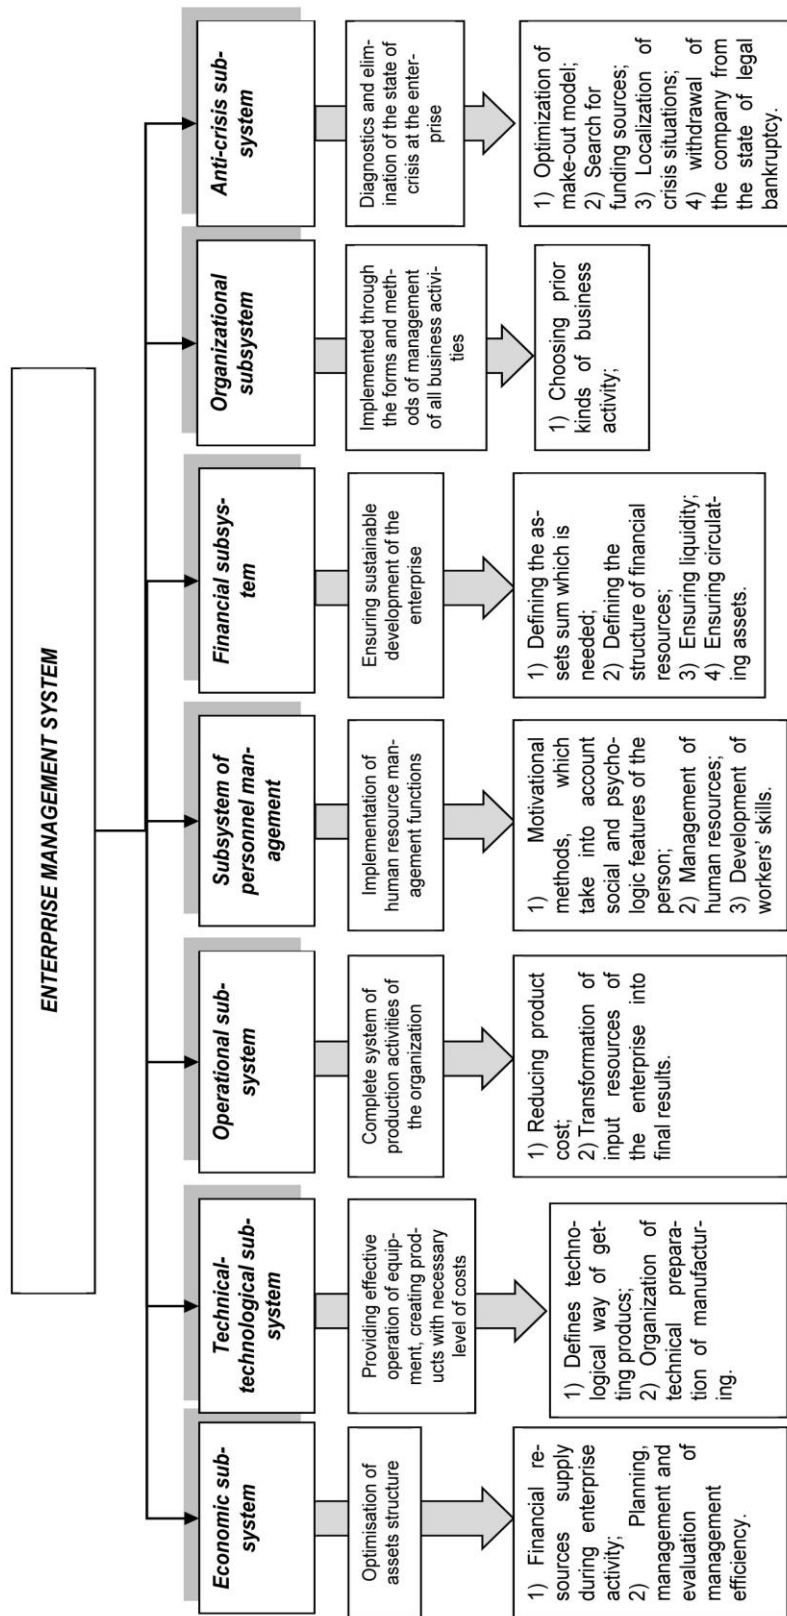 ENTERPRISE MANAGEMENT SYSTEM
Economic sub-
system
Optimisation of
assets structure
1) Financial re-
sources supply
during enterprise
activity;
2) Planning,
management and
evaluation of
management
efficiency.
Technical-
technological sub-
system
Providing effective
operation of equip-
ment, creating prod-
ucts with necessary
level of costs
1) Defines techno-
logical way of get-
ting producs;
2) Organization of
technical prepara-
tion of manufactur-
ing.
Operational sub-
system
Complete system of
production activities of
the organization
1) Reducing product
cost;
2) Transformation of
input resources of
the enterprise into
final results.
Subsystem of
personnel man-
agement
Implementation of
human resource man-
agement functions
1) Motivational
methods, which
take into account
social and psycho-
logic features of the
person;
2) Management of
human resources;
3) Development of
workers' skills.
Financial subsys-
tem
Ensuring sustainable
development of the
enterprise
1) Defining the as-
sets sum which is
needed;
2) Defining the
structure of financial
resources;
3) Ensuring liquidity;
4) Ensuring circulat-
ing assets.
Organizational
subsystem
Implemented through
the forms and meth-
ods of management
of all business activi-
ties
1) Choosing prior
kinds of business
activity;
Anti-crisis sub-
system
Diagnostics and elim-
ination of the state of
crisis at the enter-
prise
1) Optimization of
make-out model;
2) Search for
funding sources;
3) Localization of
crisis situations;
4) withdrawal of
the company from
the state of legal
bankruptcy.